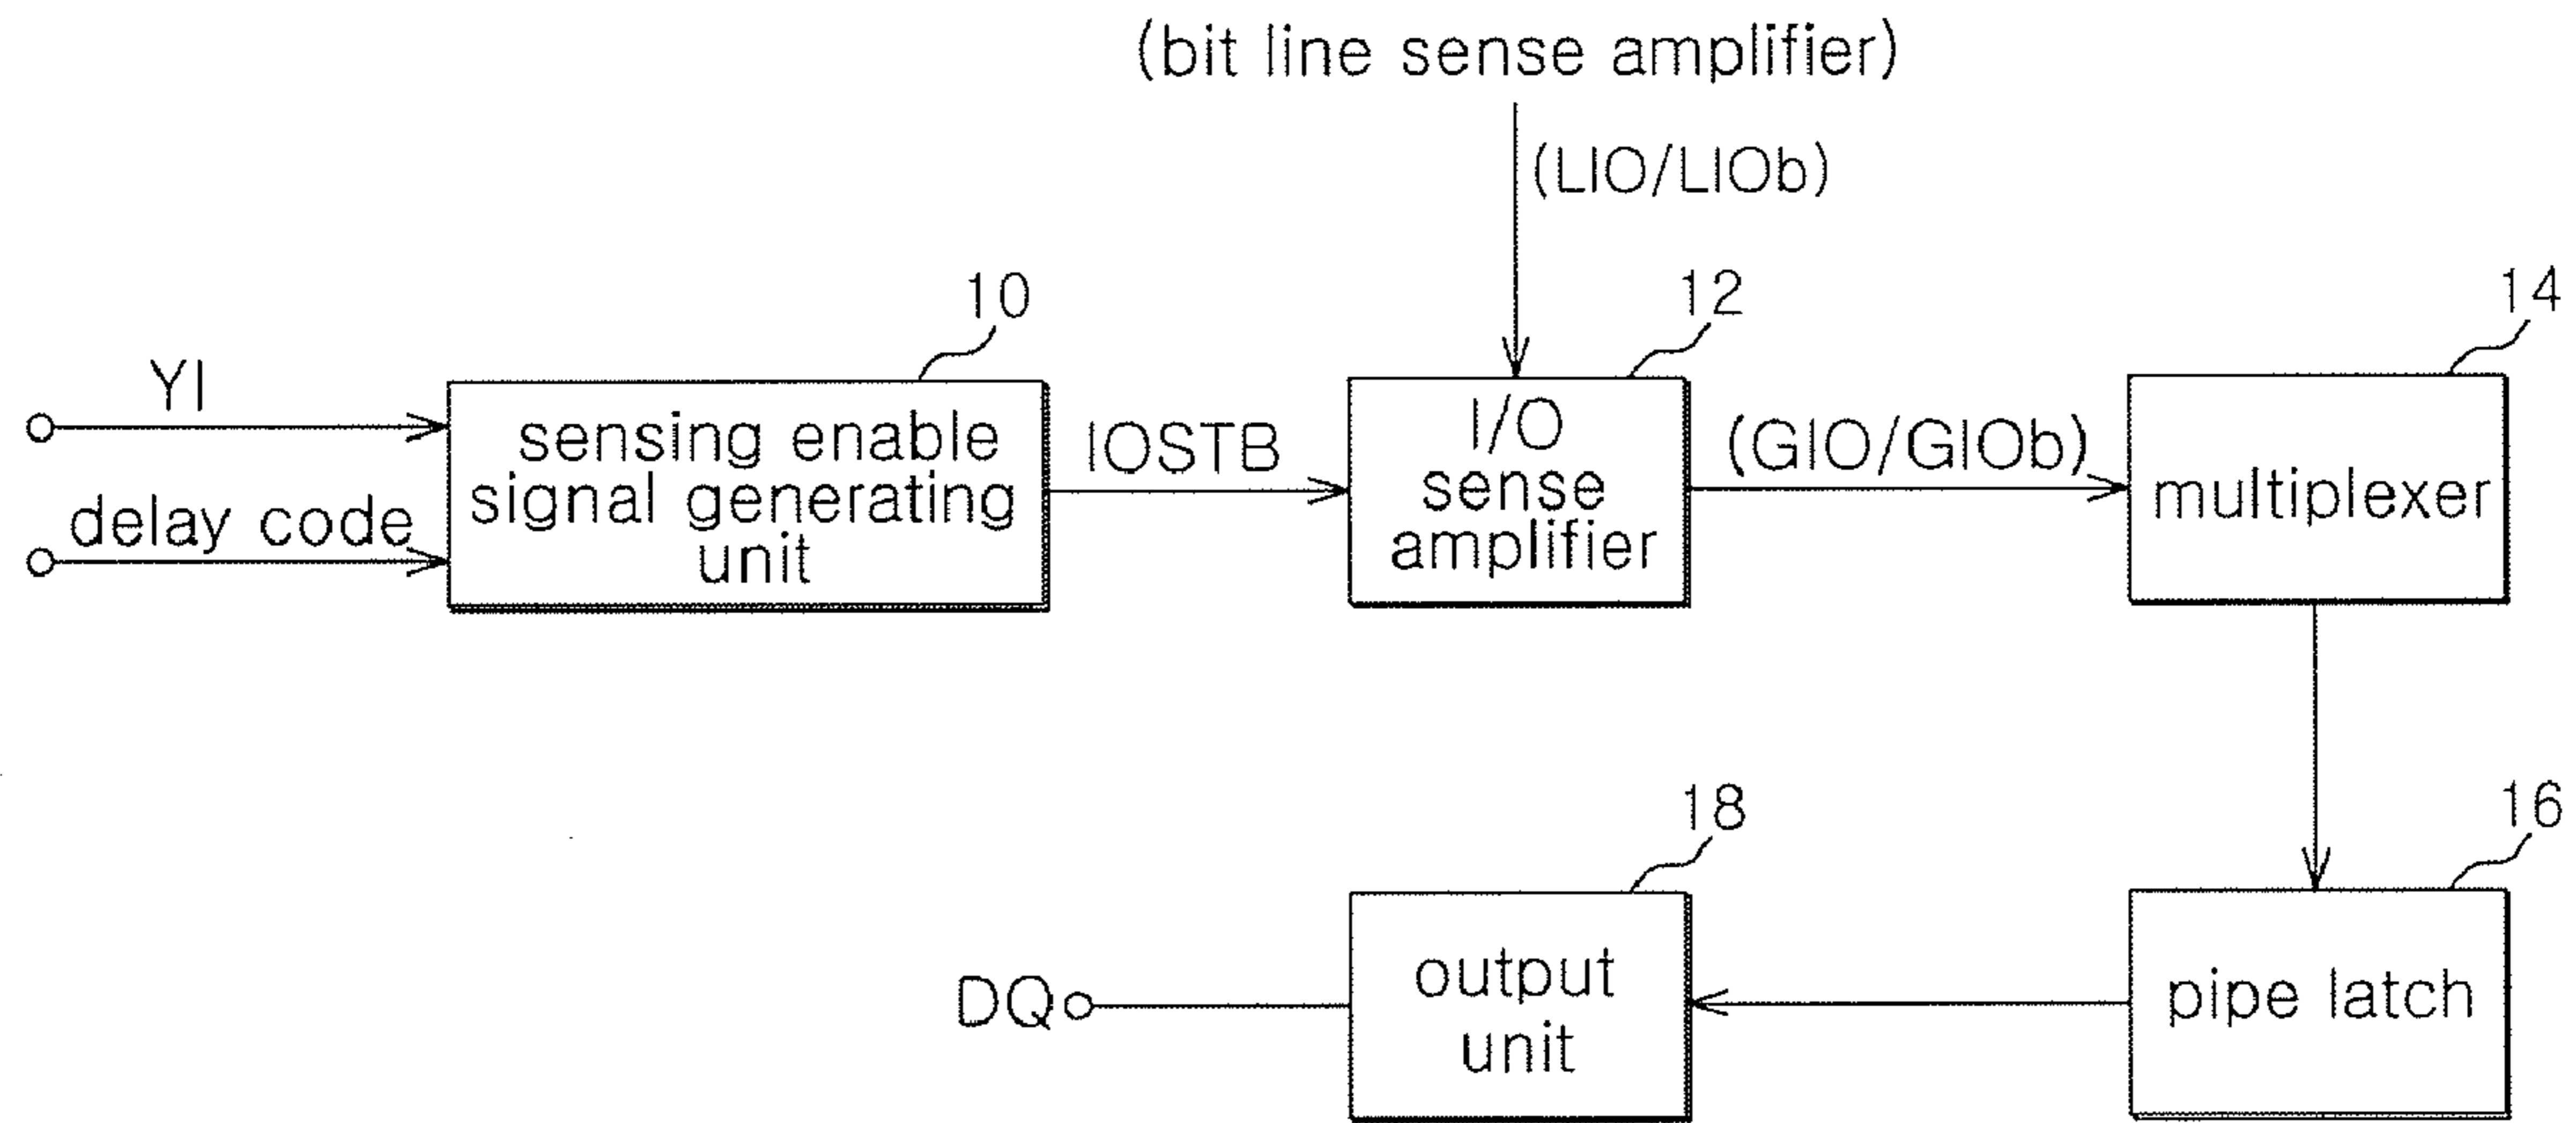 (bit line sense amplifier)
(LIO/LIOb)
10
12
14
YI
delay code
sensing enable
signal generating
unit
IOSTB
I/O
sense
amplifier
(GIO/GIOb)
multiplexer
18
16
DQ
output
unit
pipe latch